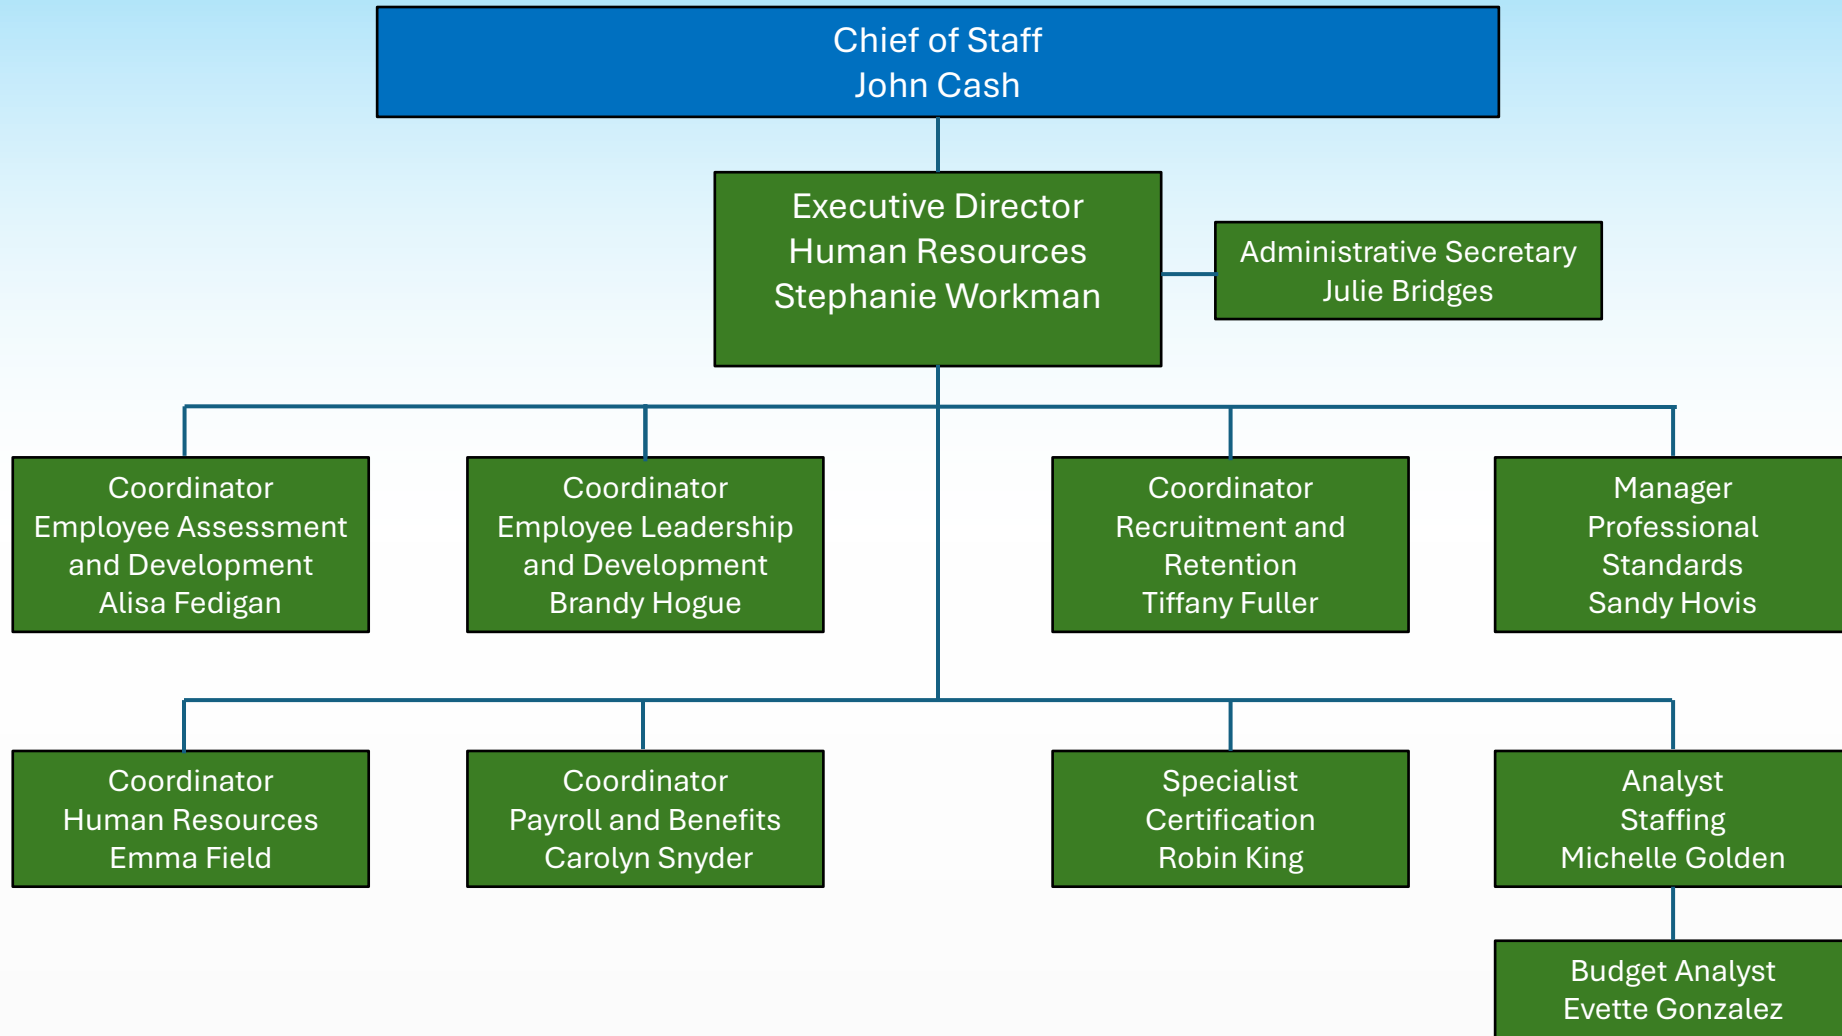 Chief of Staff
John Cash
Executive Director
Human Resources
Stephanie Workman
Administrative Secretary
Julie Bridges
Coordinator
Employee Assessment
and Development
Alisa Fedigan
Coordinator
Employee Leadership
and Development
Brandy Hogue
Coordinator
Recruitment and
Retention
Tiffany Fuller
Manager
Professional
Standards
Sandy Hovis
Coordinator
Human Resources
Emma Field
Coordinator
Payroll and Benefits
Carolyn Snyder
Specialist
Certification
Robin King
Analyst
Staffing
Michelle Golden
Budget Analyst
Evette Gonzalez